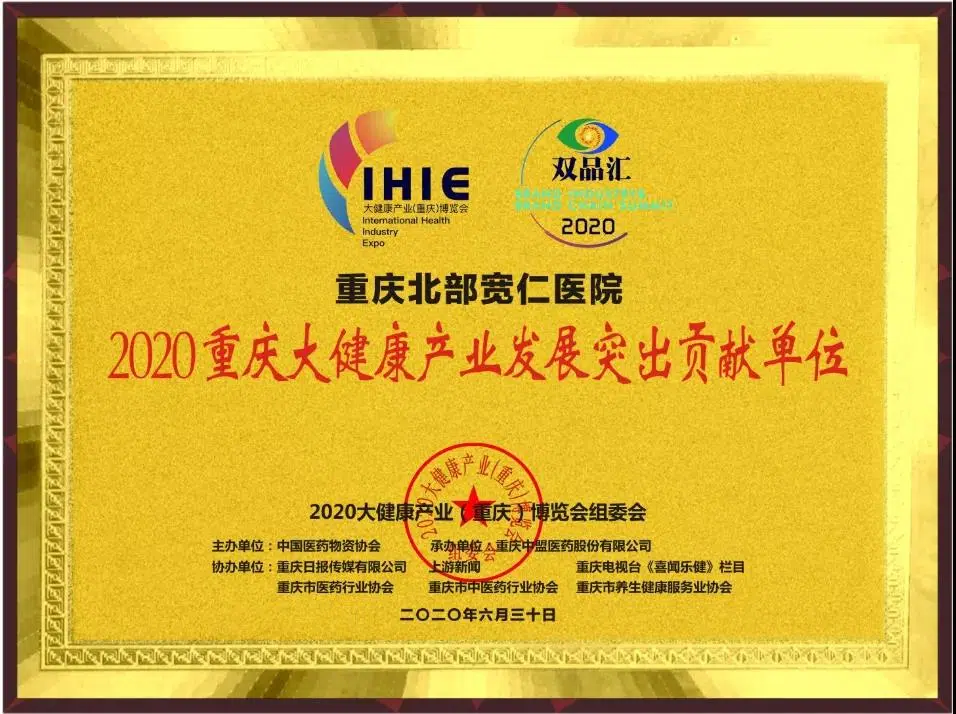 IHIE
大健康产业(重庆)博览会
International Health
Industry
Expo
双品汇
2020
重庆北部宽仁医院
2020重庆大健康产业发展突出贡献单位
2020大健康产业(重庆)博览会
组委会
2020大健康产业(重庆)博览会组委会
主办单位:中国医药物资协会 承办单位:重庆中盟医药股份有限公司
协办单位:重庆日报传媒有限公司 上游新闻 重庆电视台《喜闻乐健》栏目
重庆市医药行业协会 重庆市中医药行业协会 重庆市养生健康服务业协会
二〇二〇年六月三十日